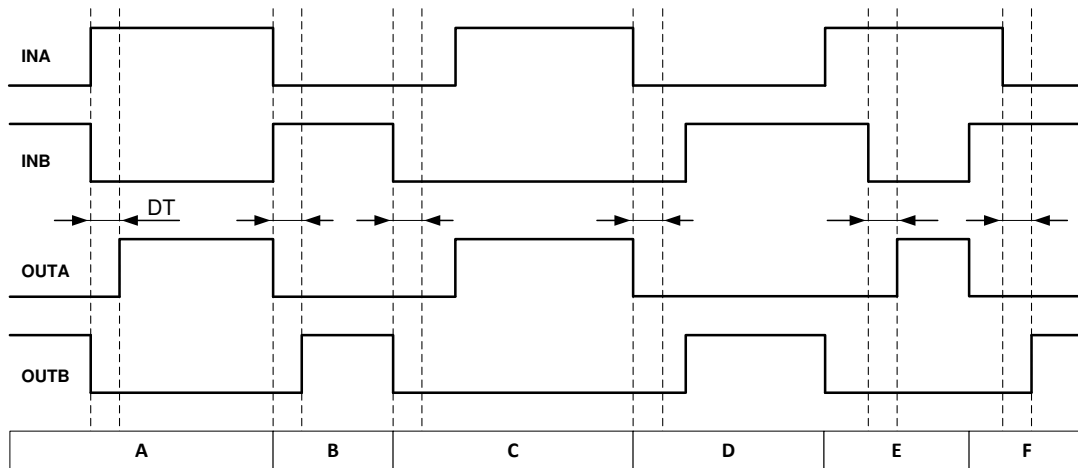 INA
INB
DT
OUTA
OUTB
A B C D E F